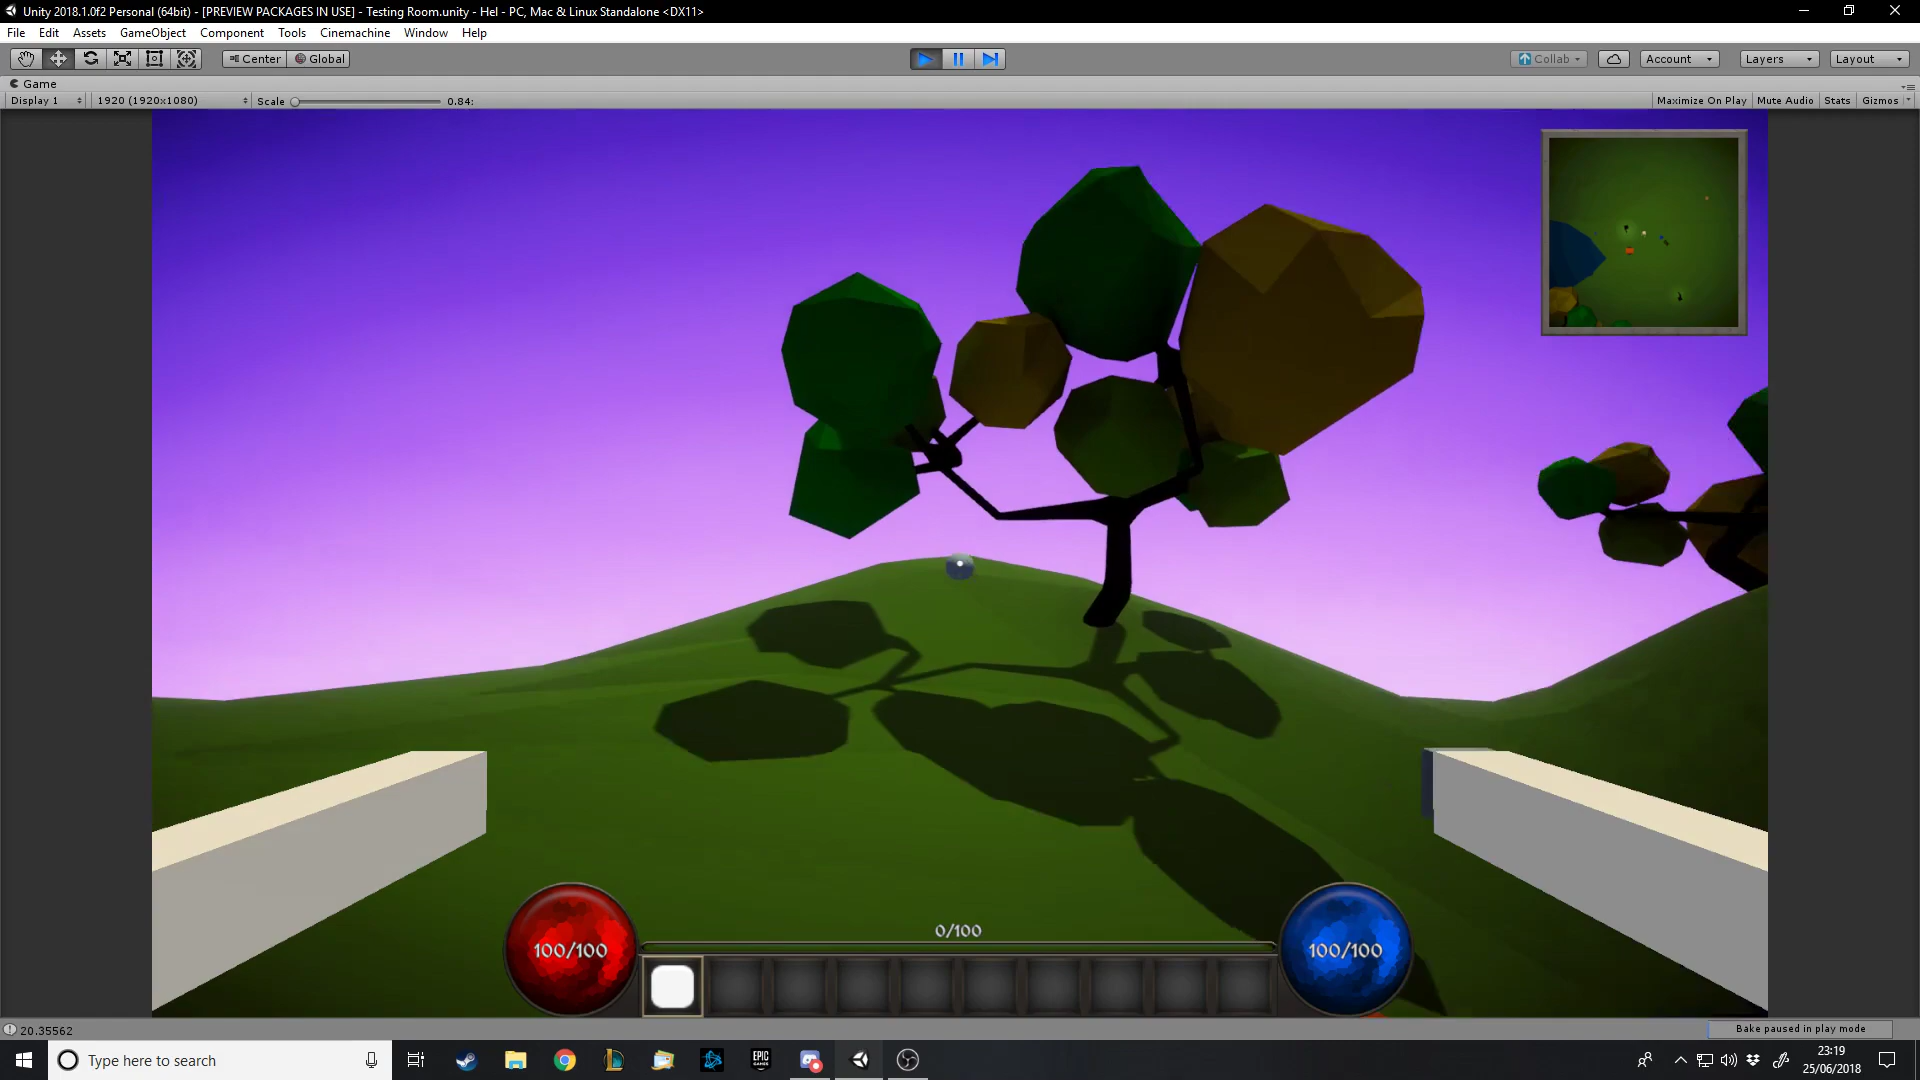 Unity 2018.1.0f2 Personal (64bit) - [PREVIEW PACKAGES IN USE] - Testing Room.unity - Hel - PC, Mac & Linux Standalone <DX11>
File Edit Assets GameObject Component Tools Cinemachine Window Help
Center Global Collab Account Layers Layout
Game
Display 1 1920 (1920x1080) Scale 0.84: Maximize On Play Mute Audio Stats Gizmos
0/100
100/100 100/100
20.35562 Bake paused in play mode
Type here to search
EPIC GAMES
23:19
25/06/2018